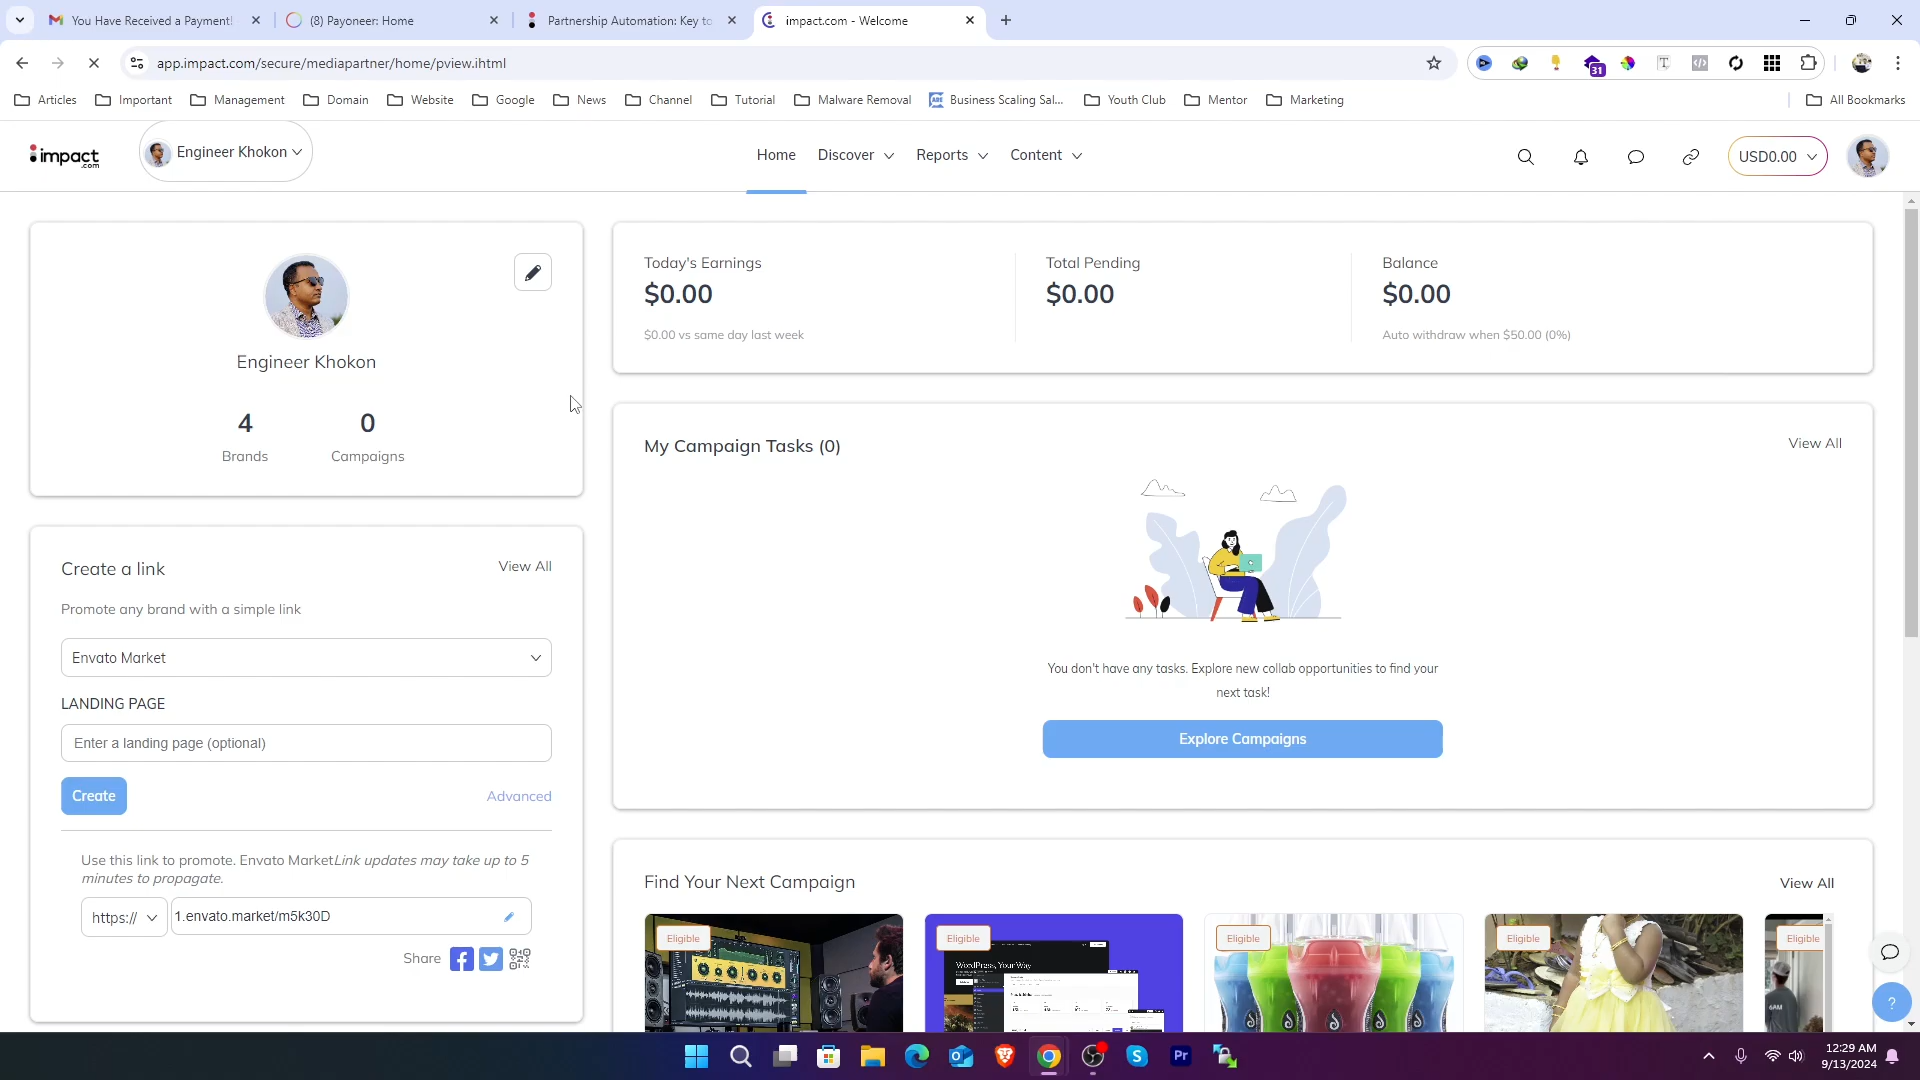 You Have Received a Payment!
(8) Payoneer: Home
Partnership Automation: Key to
impact.com - Welcome
app.impact.com/secure/mediapartner/home/pview.ihtml
31
Articles
Important
Management
Domain
Website
Google
News
Channel
Tutorial
Malware Removal
Business Scaling Sal...
Youth Club
Mentor
Marketing
All Bookmarks
impact.com
Engineer Khokon
Home
Discover
Reports
Content
USD0.00
Engineer Khokon
4
0
Brands
Campaigns
Today's Earnings
$0.00
$0.00 vs same day last week
Total Pending
$0.00
Balance
$0.00
Auto withdraw when $50.00 (0%)
My Campaign Tasks (0)
View All
You don't have any tasks. Explore new collab opportunities to find your
next task!
Explore Campaigns
Create a link
View All
Promote any brand with a simple link
Envato Market
LANDING PAGE
Enter a landing page (optional)
Create
Advanced
Use this link to promote. Envato MarketLink updates may take up to 5
minutes to propagate.
https://
1.envato.market/m5k30D
Share
Find Your Next Campaign
View All
Eligible
Eligible
WordPress, Your Way
Eligible
Eligible
Eligible
?
12:29 AM
9/13/2024